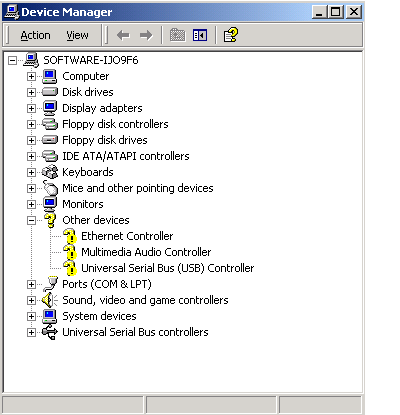 Device Manager
Action View
SOFTWARE-IJO9F6
Computer
Disk drives
Display adapters
Floppy disk controllers
Floppy disk drives
IDE ATA/ATAPI controllers
Keyboards
Mice and other pointing devices
Monitors
Other devices
Ethernet Controller
Multimedia Audio Controller
Universal Serial Bus (USB) Controller
Ports (COM & LPT)
Sound, video and game controllers
System devices
Universal Serial Bus controllers